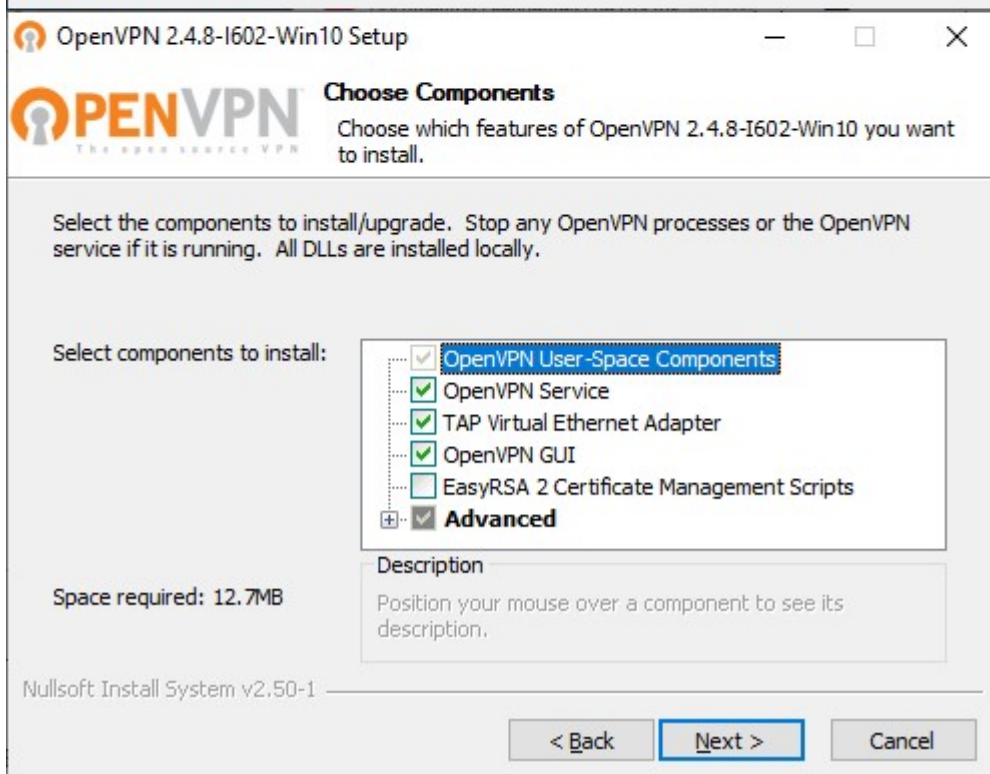 OpenVPN 2.4.8-I602-Win10 Setup
OPENVPN
The open source VPN
Choose Components
Choose which features of OpenVPN 2.4.8-I602-Win10 you want
to install.
Select the components to install/upgrade. Stop any OpenVPN processes or the OpenVPN
service if it is running. All DLLs are installed locally.
Select components to install:
OpenVPN User-Space Components
OpenVPN Service
TAP Virtual Ethernet Adapter
OpenVPN GUI
EasyRSA 2 Certificate Management Scripts
Advanced
Space required: 12.7MB
Description
Position your mouse over a component to see its
description.
Nullsoft Install System v2.50-1
< Back
Next >
Cancel